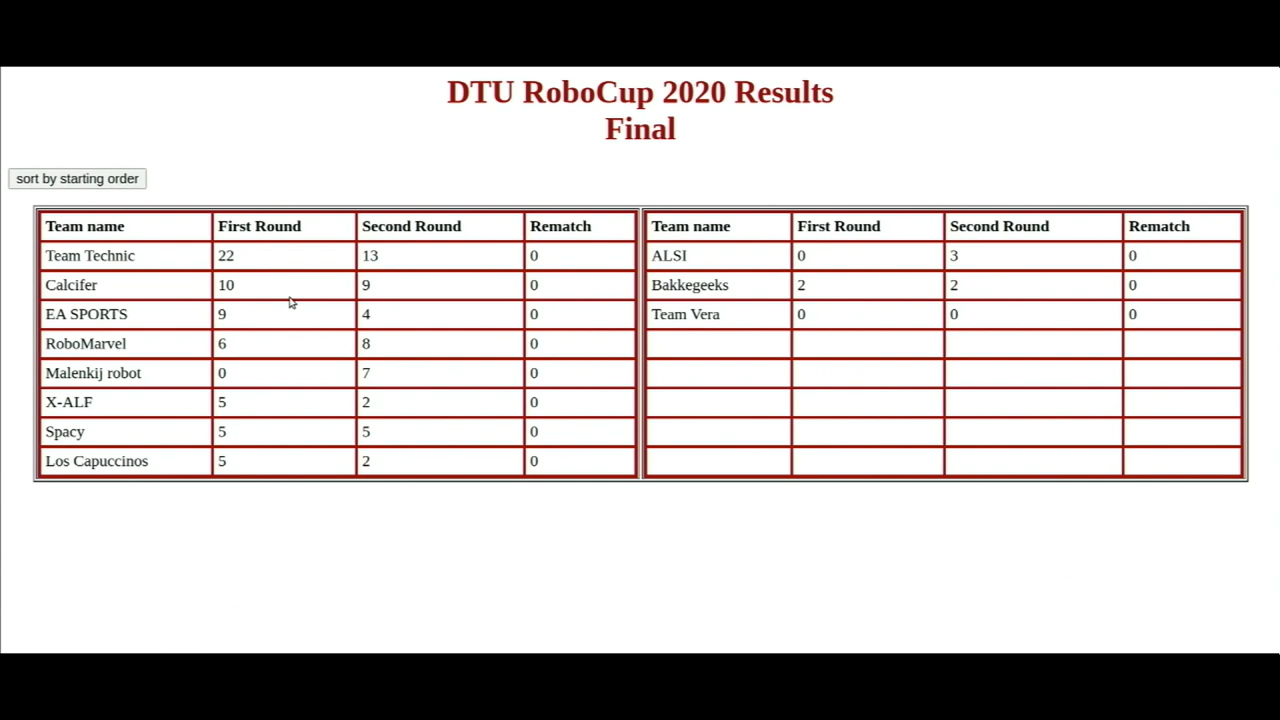 DTU RoboCup 2020 Results
Final
sort by starting order
Team name First Round Second Round Rematch Team name First Round Second Round Rematch
Team Technic 22 13 0 ALSI 0 3 0
Calcifer 10 9 0 Bakkegeeks 2 2 0
EA SPORTS 9 4 0 Team Vera 0 0 0
RoboMarvel 6 8 0
Malenkij robot 0 7 0
X-ALF 5 2 0
Spacy 5 5 0
Los Capuccinos 5 2 0